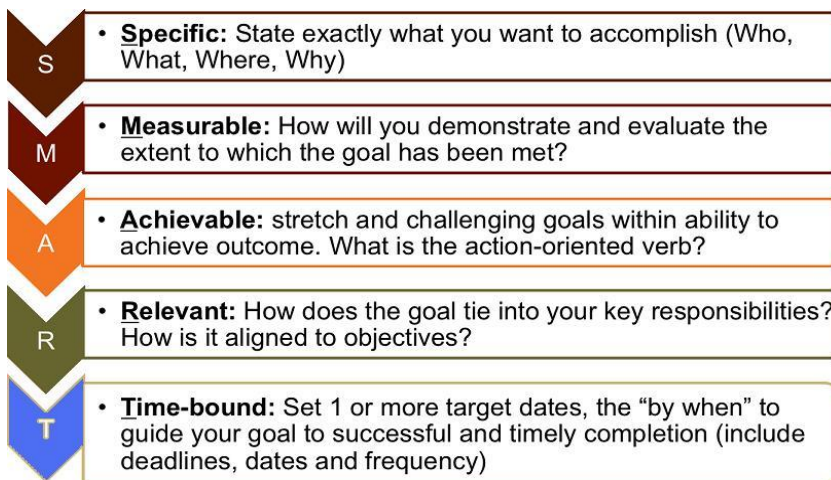 S
• Specific: State exactly what you want to accomplish (Who,
What, Where, Why)
M
• Measurable: How will you demonstrate and evaluate the
extent to which the goal has been met?
A
• Achievable: stretch and challenging goals within ability to
achieve outcome. What is the action-oriented verb?
R
• Relevant: How does the goal tie into your key responsibilities?
How is it aligned to objectives?
T
• Time-bound: Set 1 or more target dates, the “by when” to
guide your goal to successful and timely completion (include
deadlines, dates and frequency)